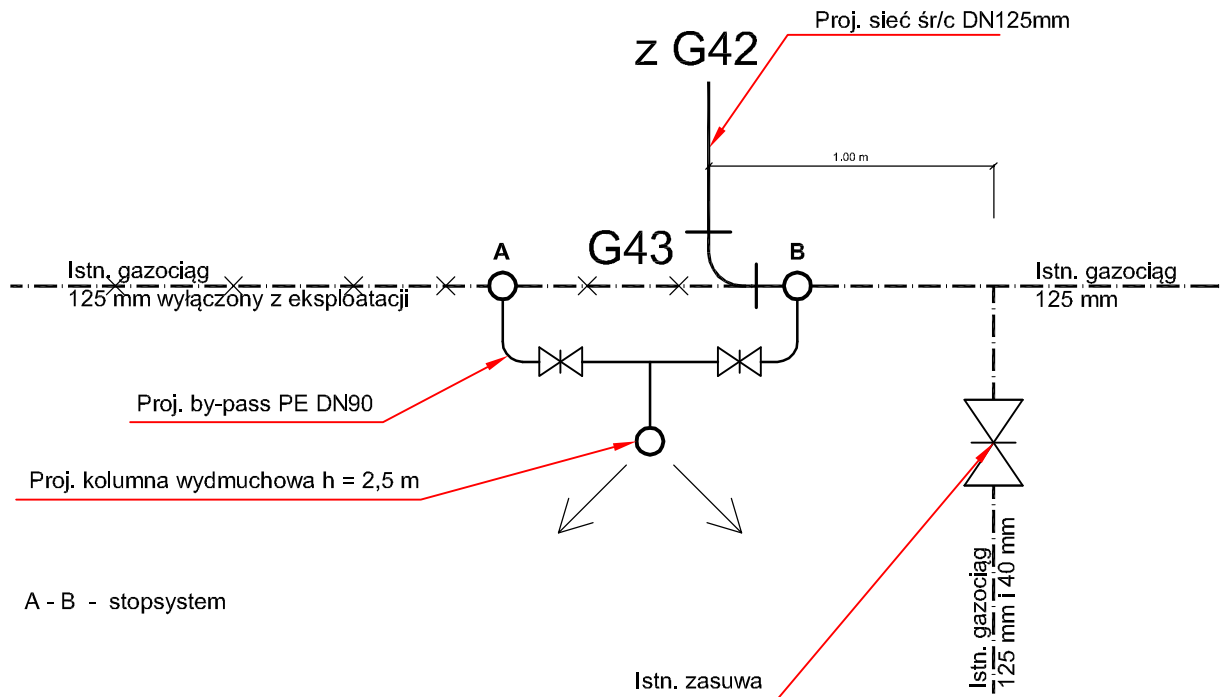 Proj. sieć śr/c DN125mm
z G42
1.00 m
G43
A
B
Istn. gazociąg
125 mm wyłączony z eksploatacji
Istn. gazociąg
125 mm
Proj. by-pass PE DN90
Proj. kolumna wydmuchowa h = 2,5 m
A - B - stopsystem
Istn. gazociąg
125 mm i 40 mm
Istn. zasuwa